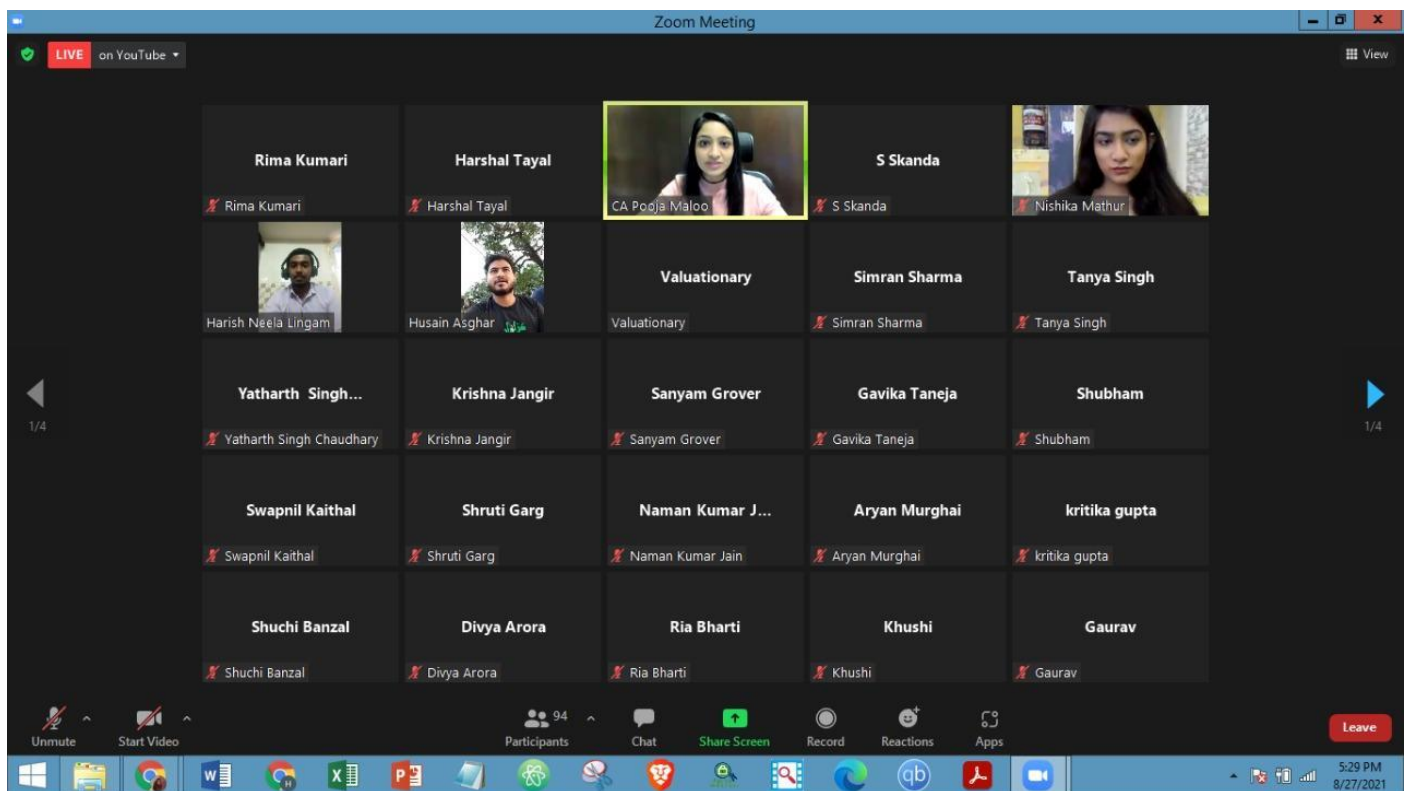 Zoom Meeting
LIVE on YouTube
View
Rima Kumari
Rima Kumari
Harshal Tayal
Harshal Tayal
CA Pooja Maloo
S Skanda
S Skanda
Nishika Mathur
Harish Neela Lingam
Husain Asghar
Valuationary
Valuationary
Simran Sharma
Simran Sharma
Tanya Singh
Tanya Singh
Yatharth Singh...
Yatharth Singh Chaudhary
Krishna Jangir
Krishna Jangir
Sanyam Grover
Sanyam Grover
Gavika Taneja
Gavika Taneja
Shubham
Shubham
1/4
1/4
Swapnil Kaithal
Swapnil Kaithal
Shruti Garg
Shruti Garg
Naman Kumar J...
Naman Kumar Jain
Aryan Murghai
Aryan Murghai
kritika gupta
kritika gupta
Shuchi Banzal
Shuchi Banzal
Divya Arora
Divya Arora
Ria Bharti
Ria Bharti
Khushi
Khushi
Gaurav
Gaurav
Unmute
Start Video
94
Participants
Chat
Share Screen
Record
Reactions
Apps
Leave
5:29 PM
8/27/2021